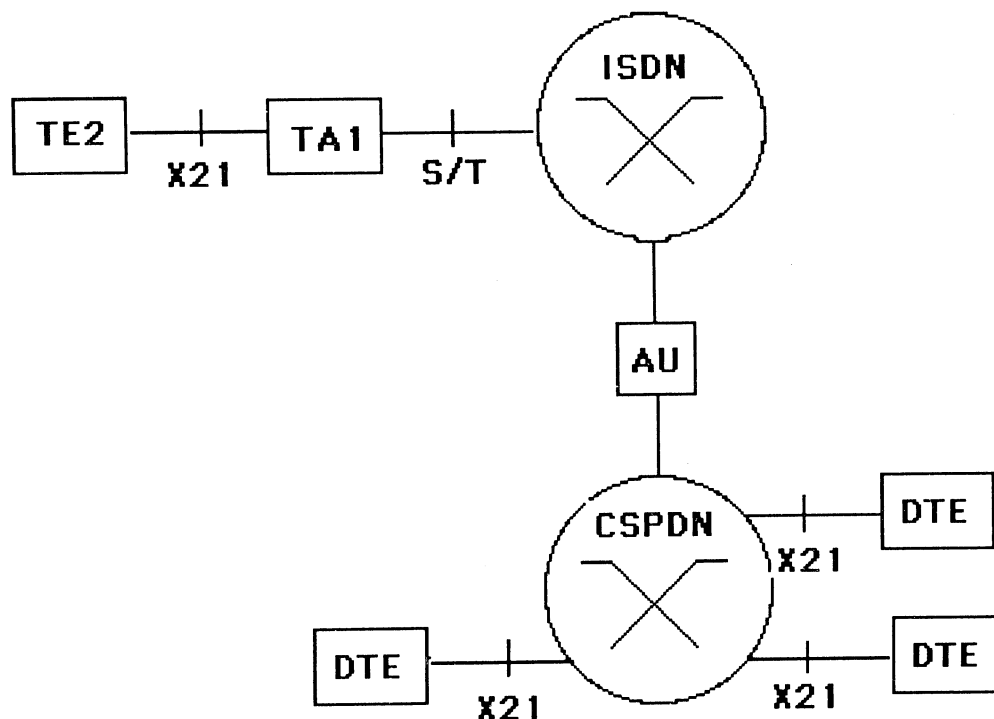 ISDN
TE2
TA1
X21
S/T
AU
CSPDN
DTE
X21
DTE
X21
DTE
X21